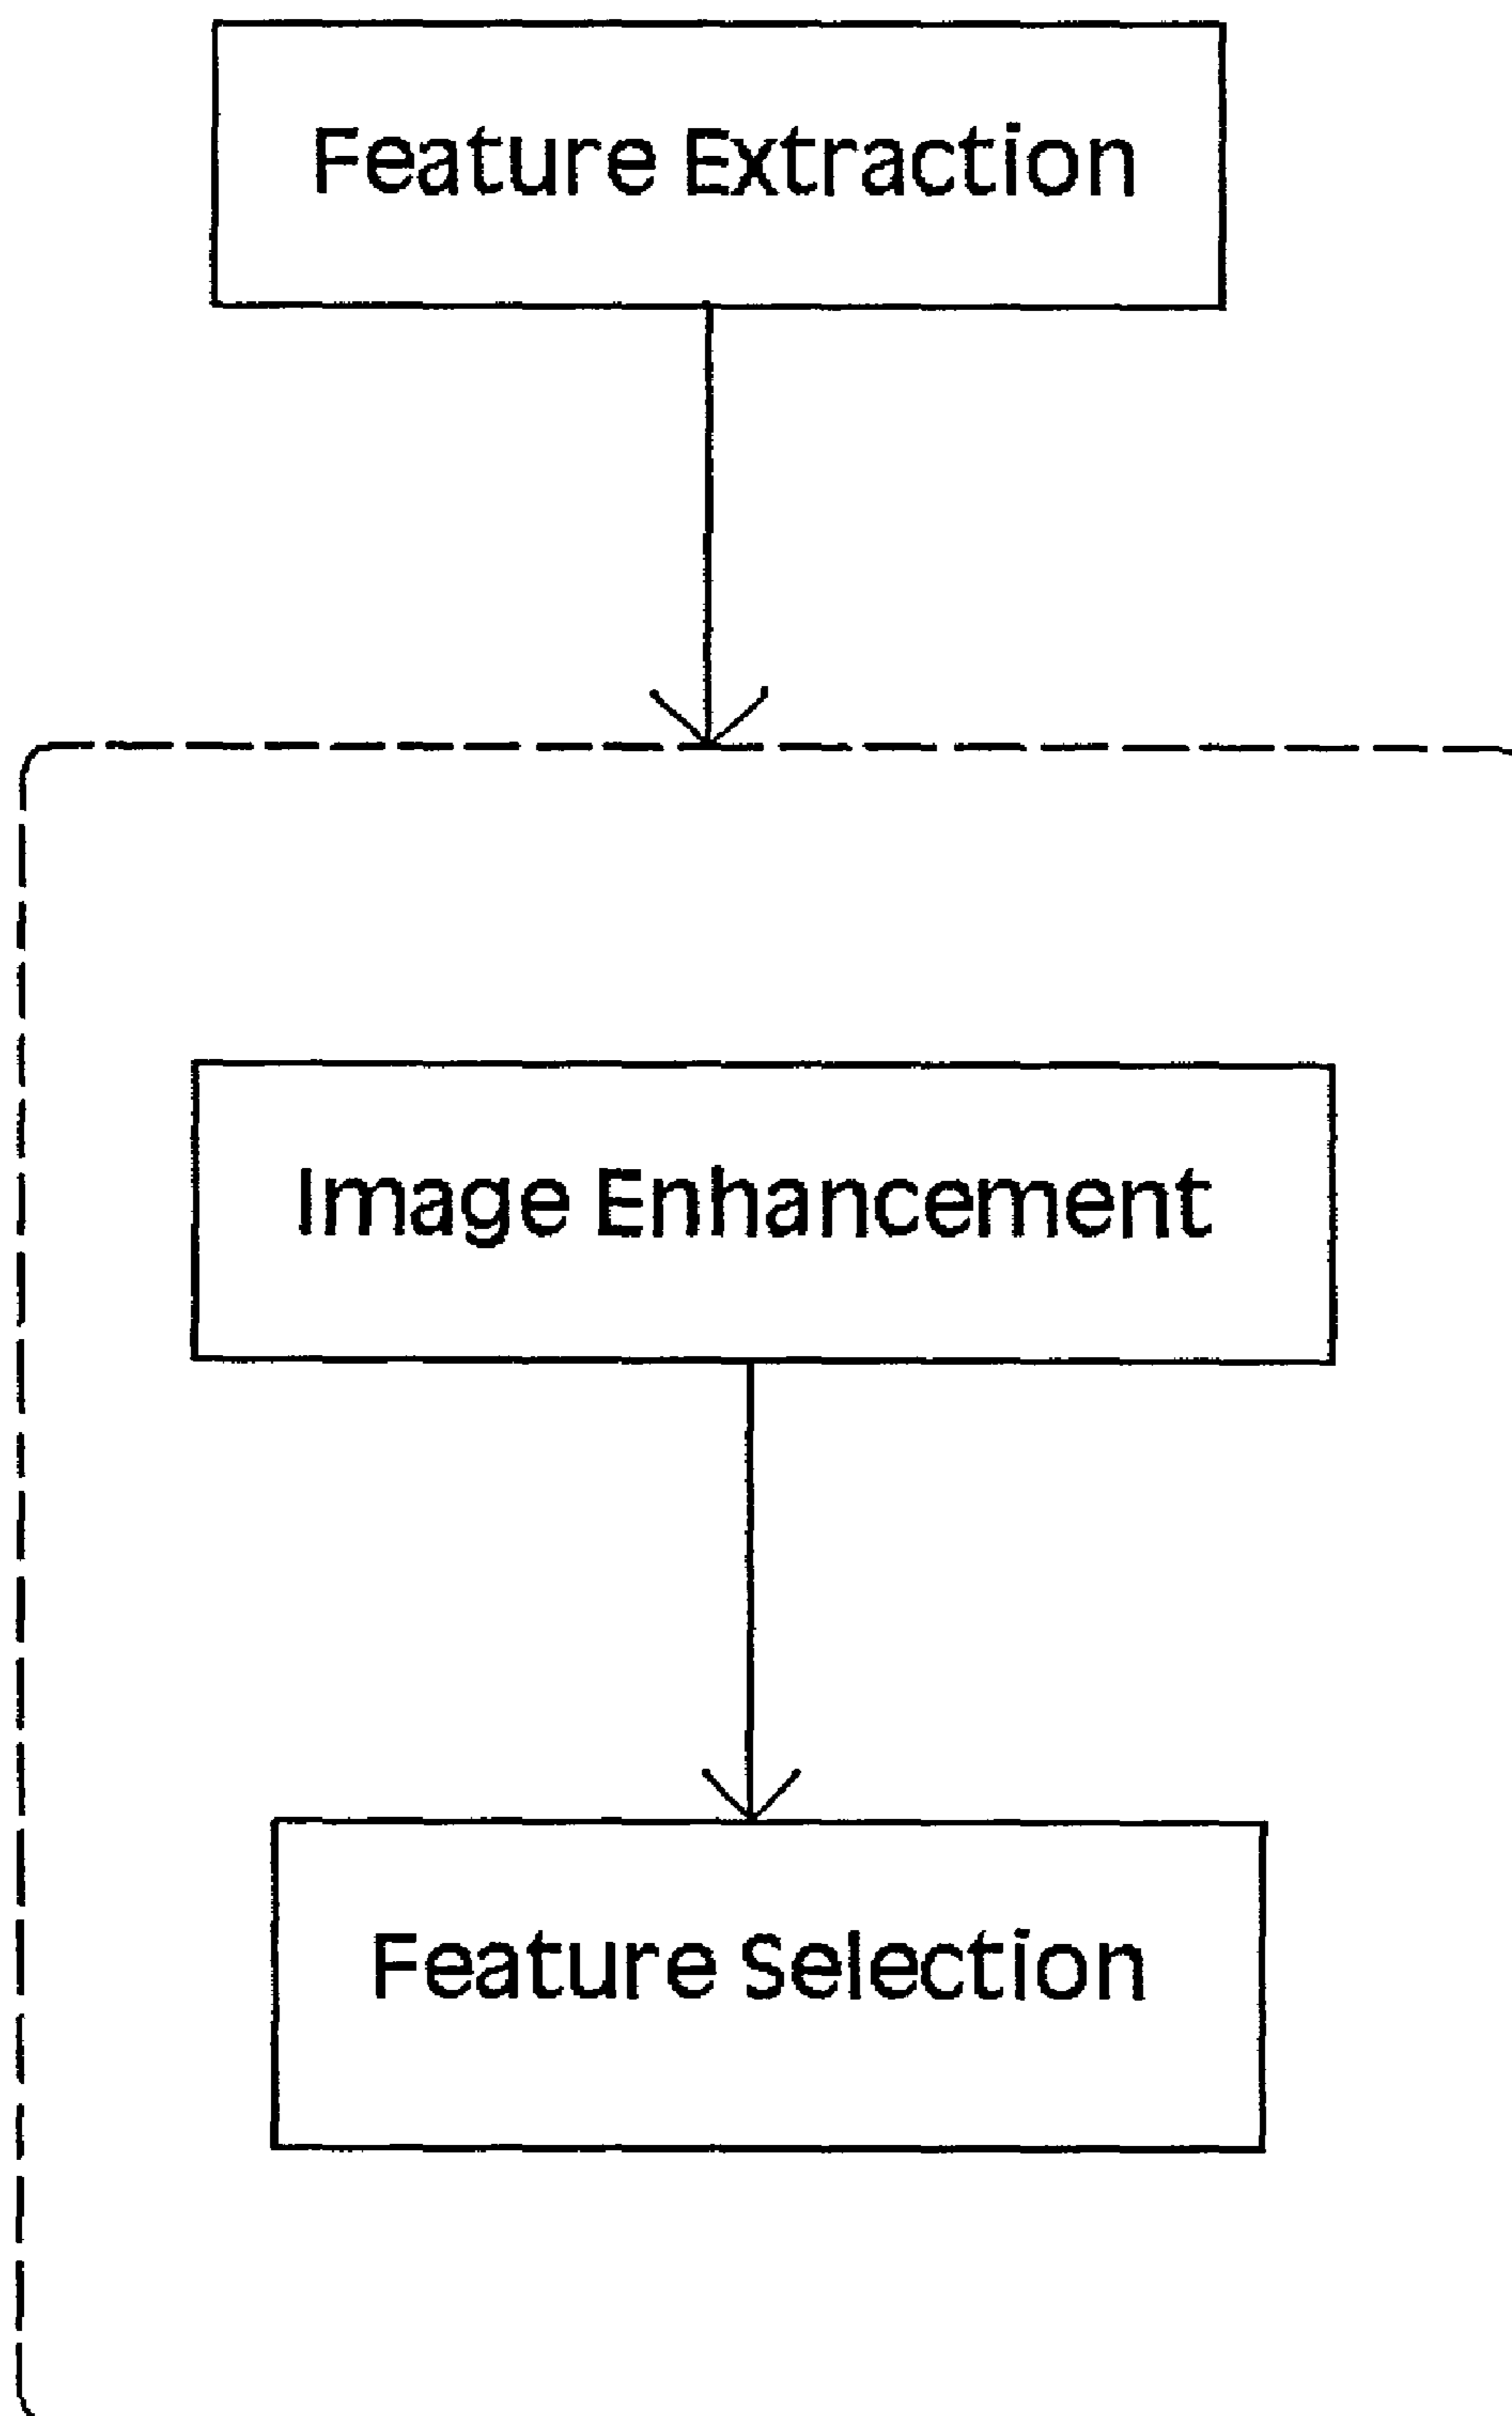 Feature Extraction
Image Enhancement
Feature Selection